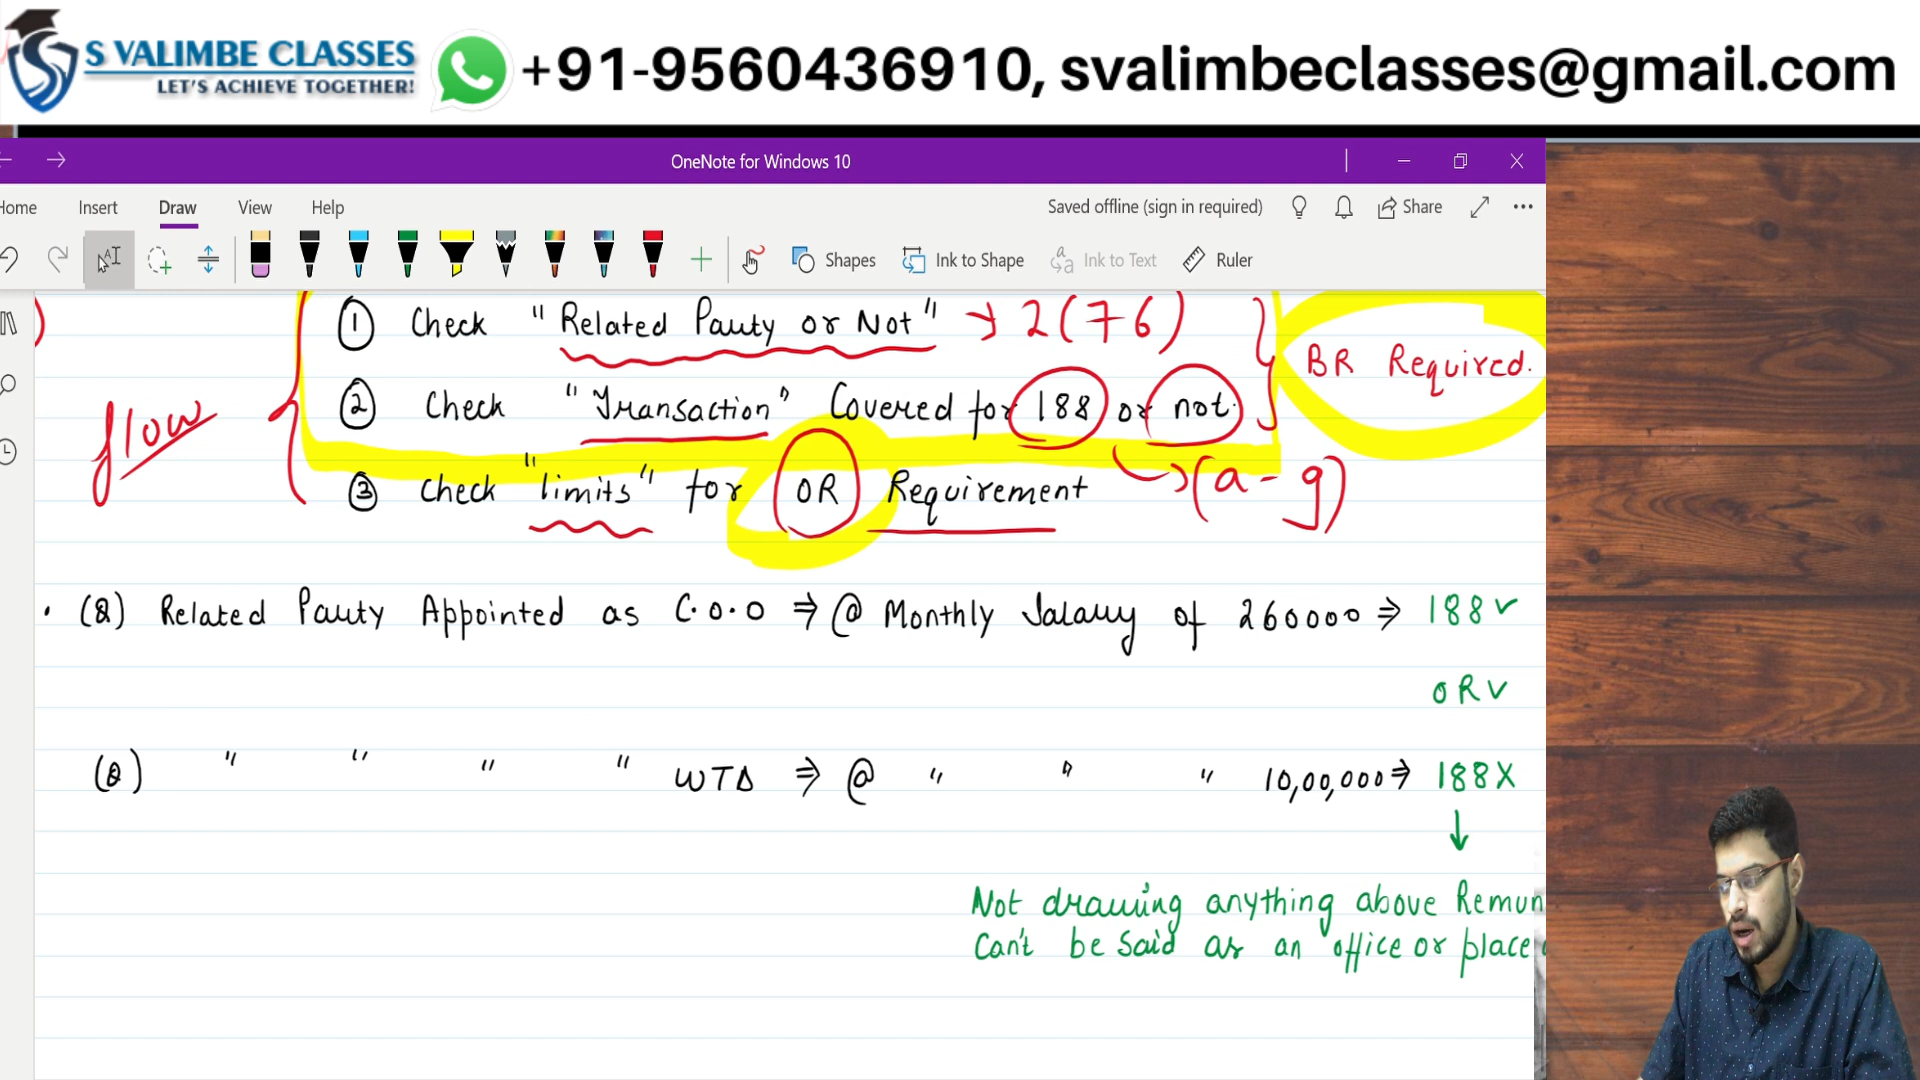 S VALIMBE CLASSES
LET'S ACHIEVE TOGETHER!
+91-9560436910, svalimbeclasses@gmail.com
OneNote for Windows 10
Home Insert Draw View Help Saved offline (sign in required) Share
Shapes Ink to Shape Ink to Text Ruler
① Check "Related Party or Not" → 2(76)
BR Required.
② Check "Transaction" Covered for 188 or not.
flow
(a - g)
③ Check "limits" for OR Requirement
• (Q) Related Party Appointed as C.O.O ⇒ @ Monthly Salary of 260000 ⇒ 188 ✓
OR ✓
(Q) " " " " WTD ⇒ @ " " " 10,00,000 ⇒ 188 X
↓
Not drawing anything above Remun
Can't be said as an office or place